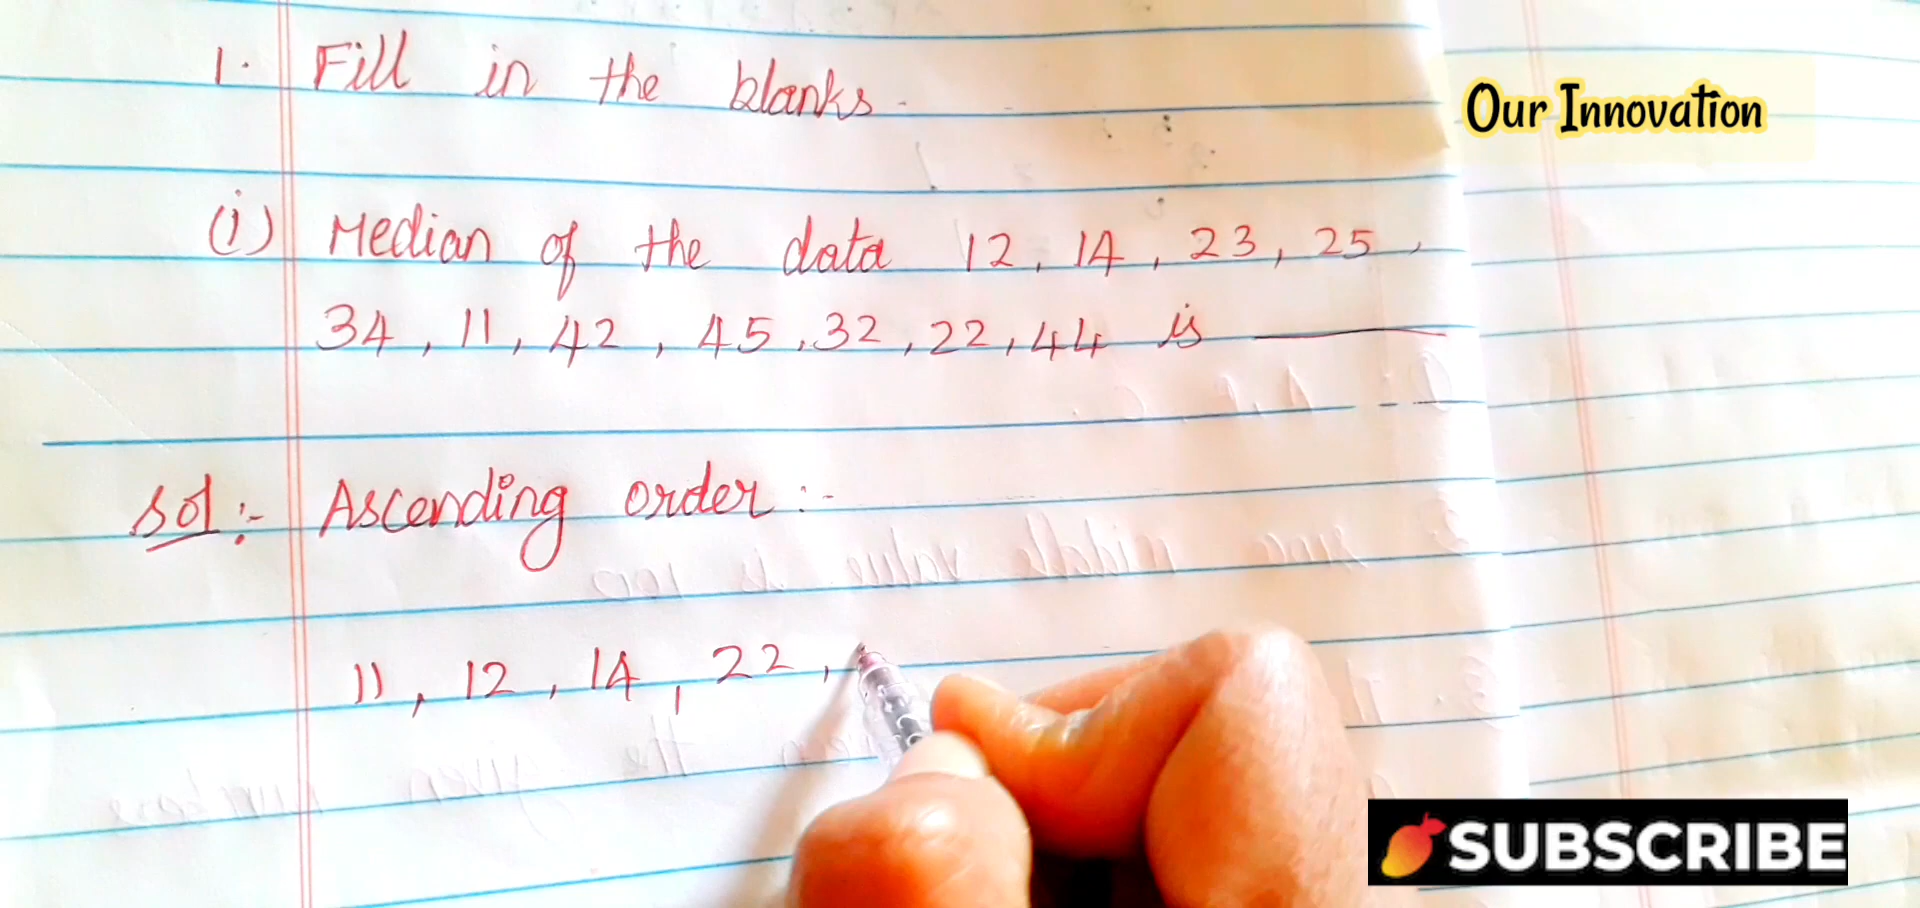 1. Fill in the blanks.
Our Innovation
(i) Median of the data 12, 14, 23, 25,
34, 11, 42, 45, 32, 22, 44 is ______
Sol:- Ascending order :-
11, 12, 14, 22,
SUBSCRIBE